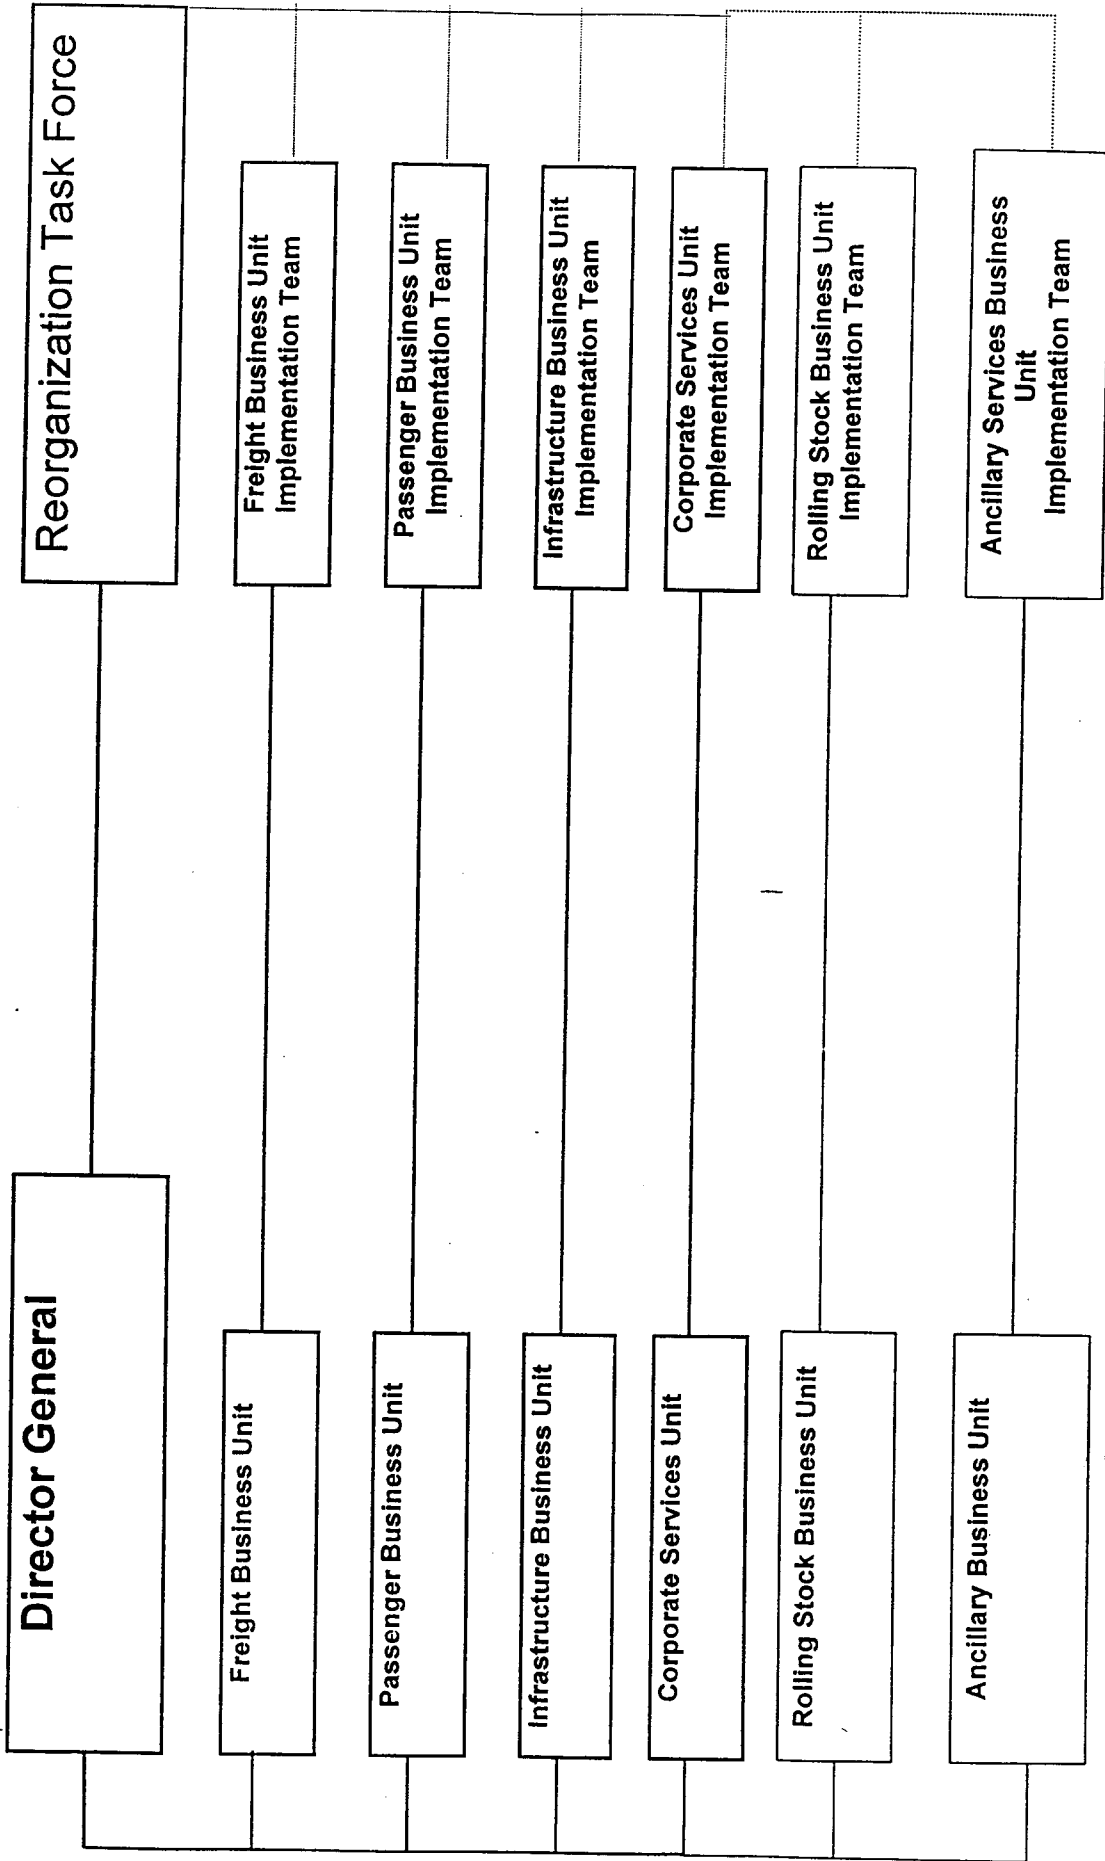 Director General
Reorganization Task Force
Freight Business Unit
Freight Business Unit
Implementation Team
Passenger Business Unit
Passenger Business Unit
Implementation Team
Infrastructure Business Unit
Infrastructure Business Unit
Implementation Team
Corporate Services Unit
Corporate Services Unit
Implementation Team
Rolling Stock Business Unit
Rolling Stock Business Unit
Implementation Team
Ancillary Business Unit
Ancillary Services Business
Unit
Implementation Team